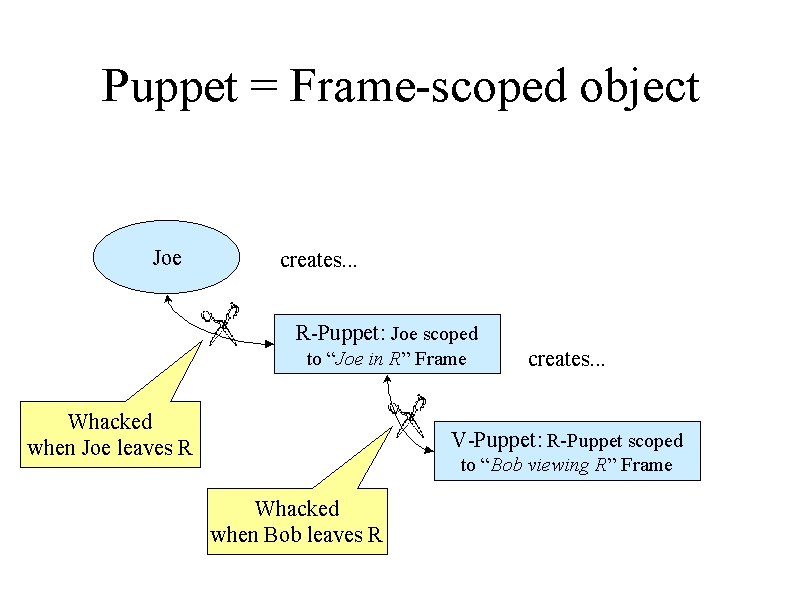 Puppet = Frame-scoped object
Joe
creates...
R-Puppet: Joe scoped
to “Joe in R” Frame
creates...
Whacked
when Joe leaves R
V-Puppet: R-Puppet scoped
to “Bob viewing R” Frame
Whacked
when Bob leaves R